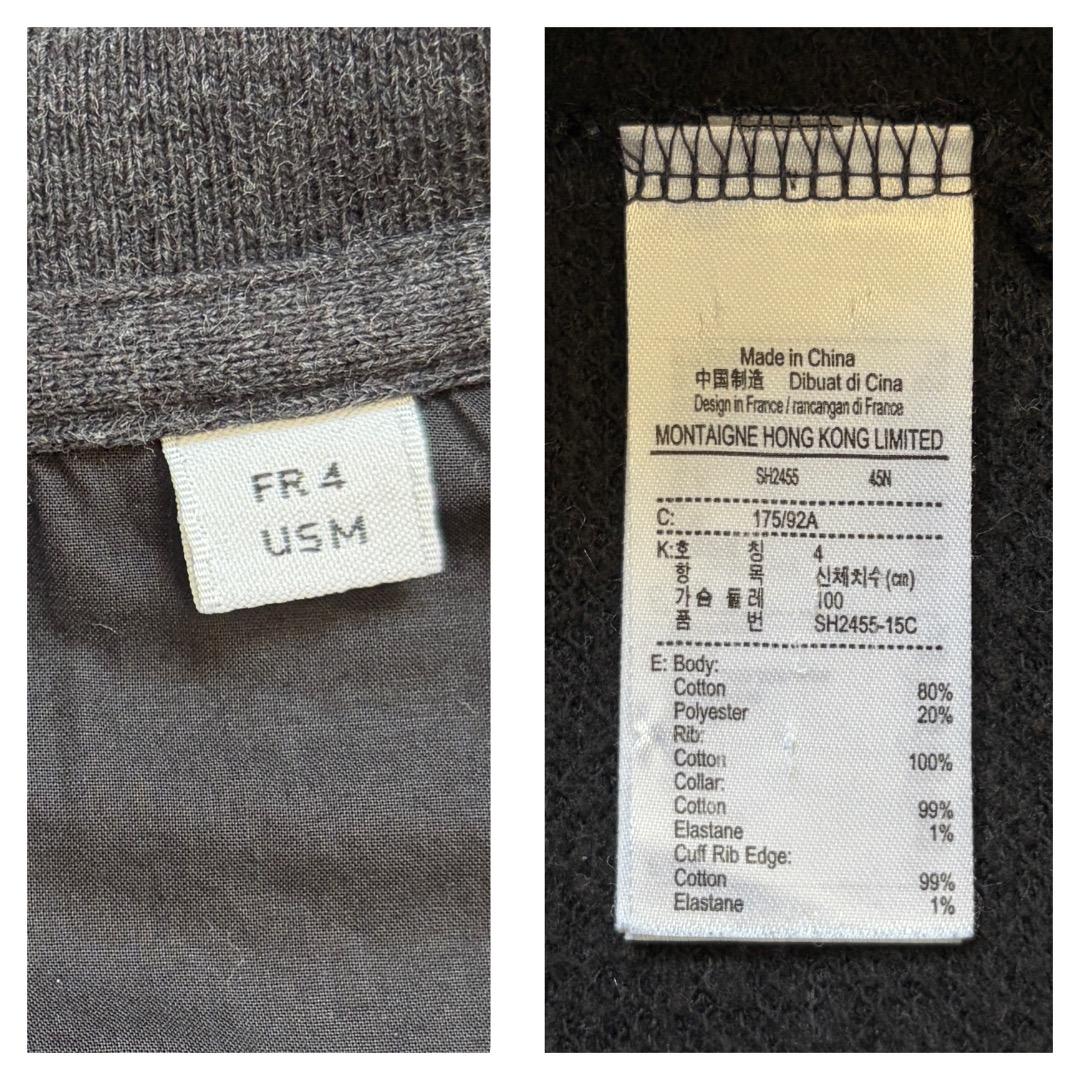 FR 4
US M
Made in China
中国制造 Dibuat di Cina
Design in France / rancangan di France
MONTAIGNE HONG KONG LIMITED
SH2455 45N
C: 175/92A
K:호 칭 4
항 목 신체치수(cm)
가슴둘레 100
품 번 SH2455-15C
E: Body:
Cotton 80%
Polyester 20%
Rib:
Cotton 100%
Collar:
Cotton 99%
Elastane 1%
Cuff Rib Edge:
Cotton 99%
Elastane 1%